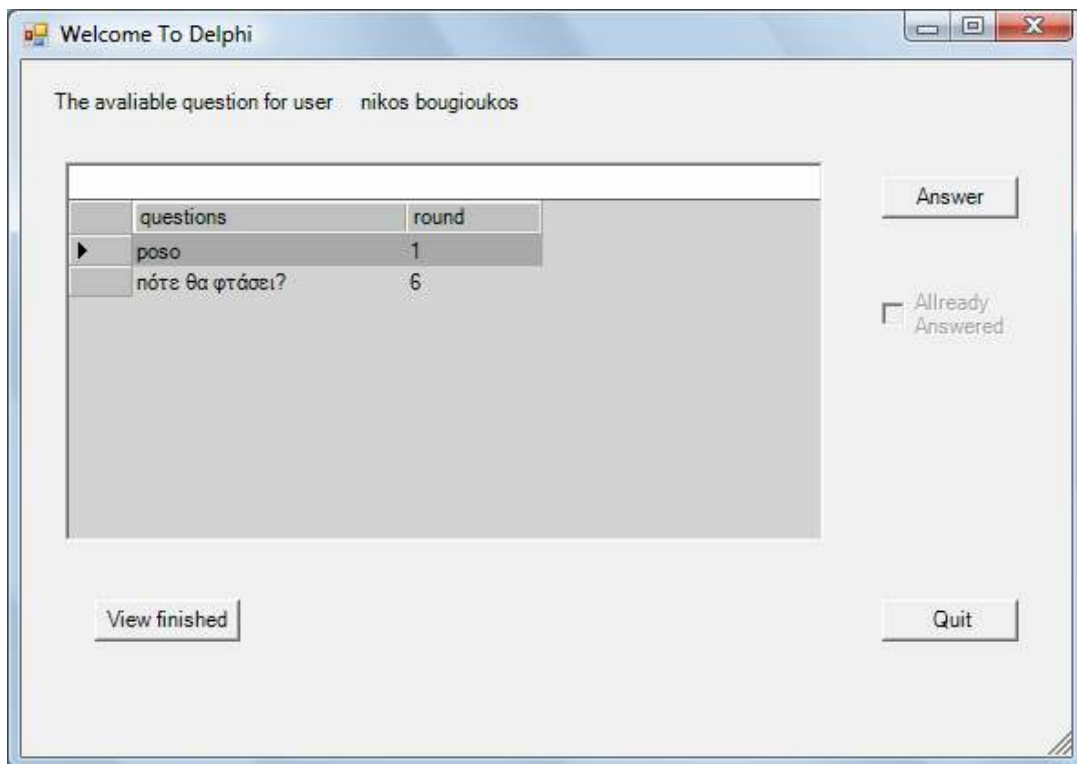 Welcome To Delphi
The avaliable question for user nikos bougioukos
questions round
poso 1
πότε θα φτάσει? 6
Answer
Allready
Answered
View finished
Quit